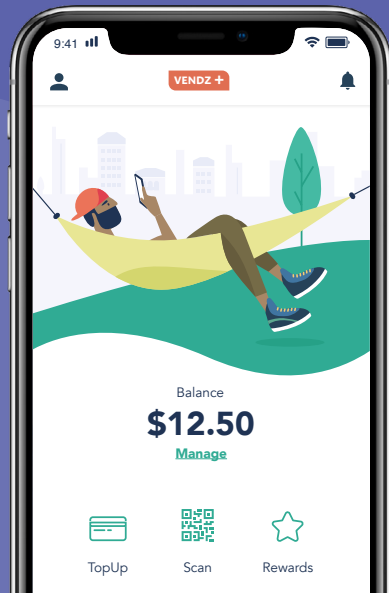 9:41
VENDZ +
Balance
$12.50
Manage
TopUp
Scan
Rewards